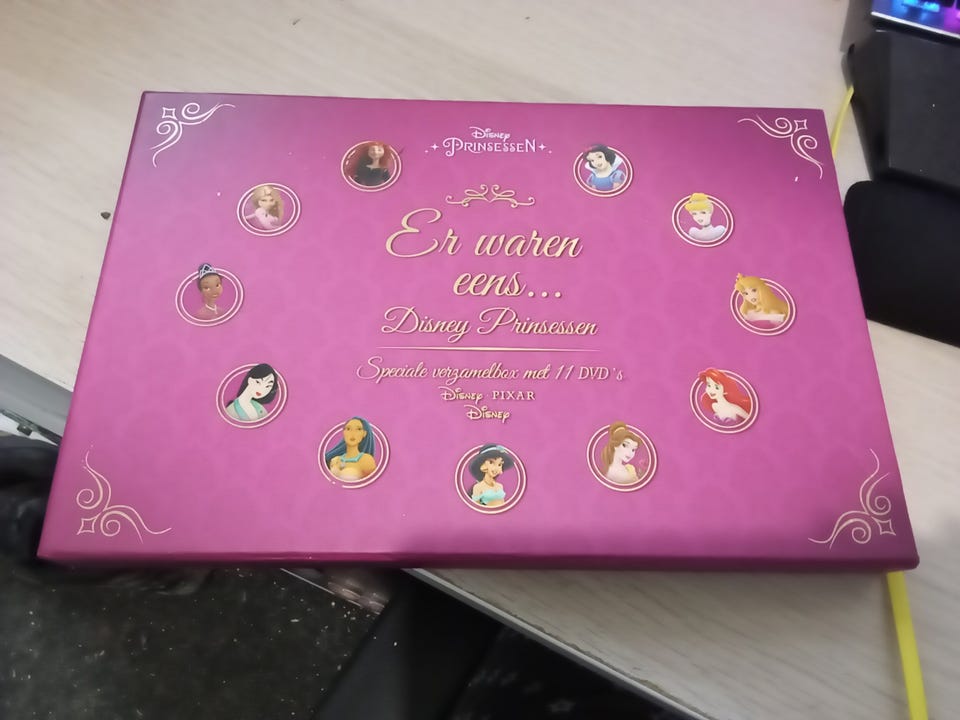 Disney
PRINSESSEN
Er waren
eens...
Disney Prinsessen
Speciale verzamelbox met 11 DVD's
Disney · PIXAR
Disney